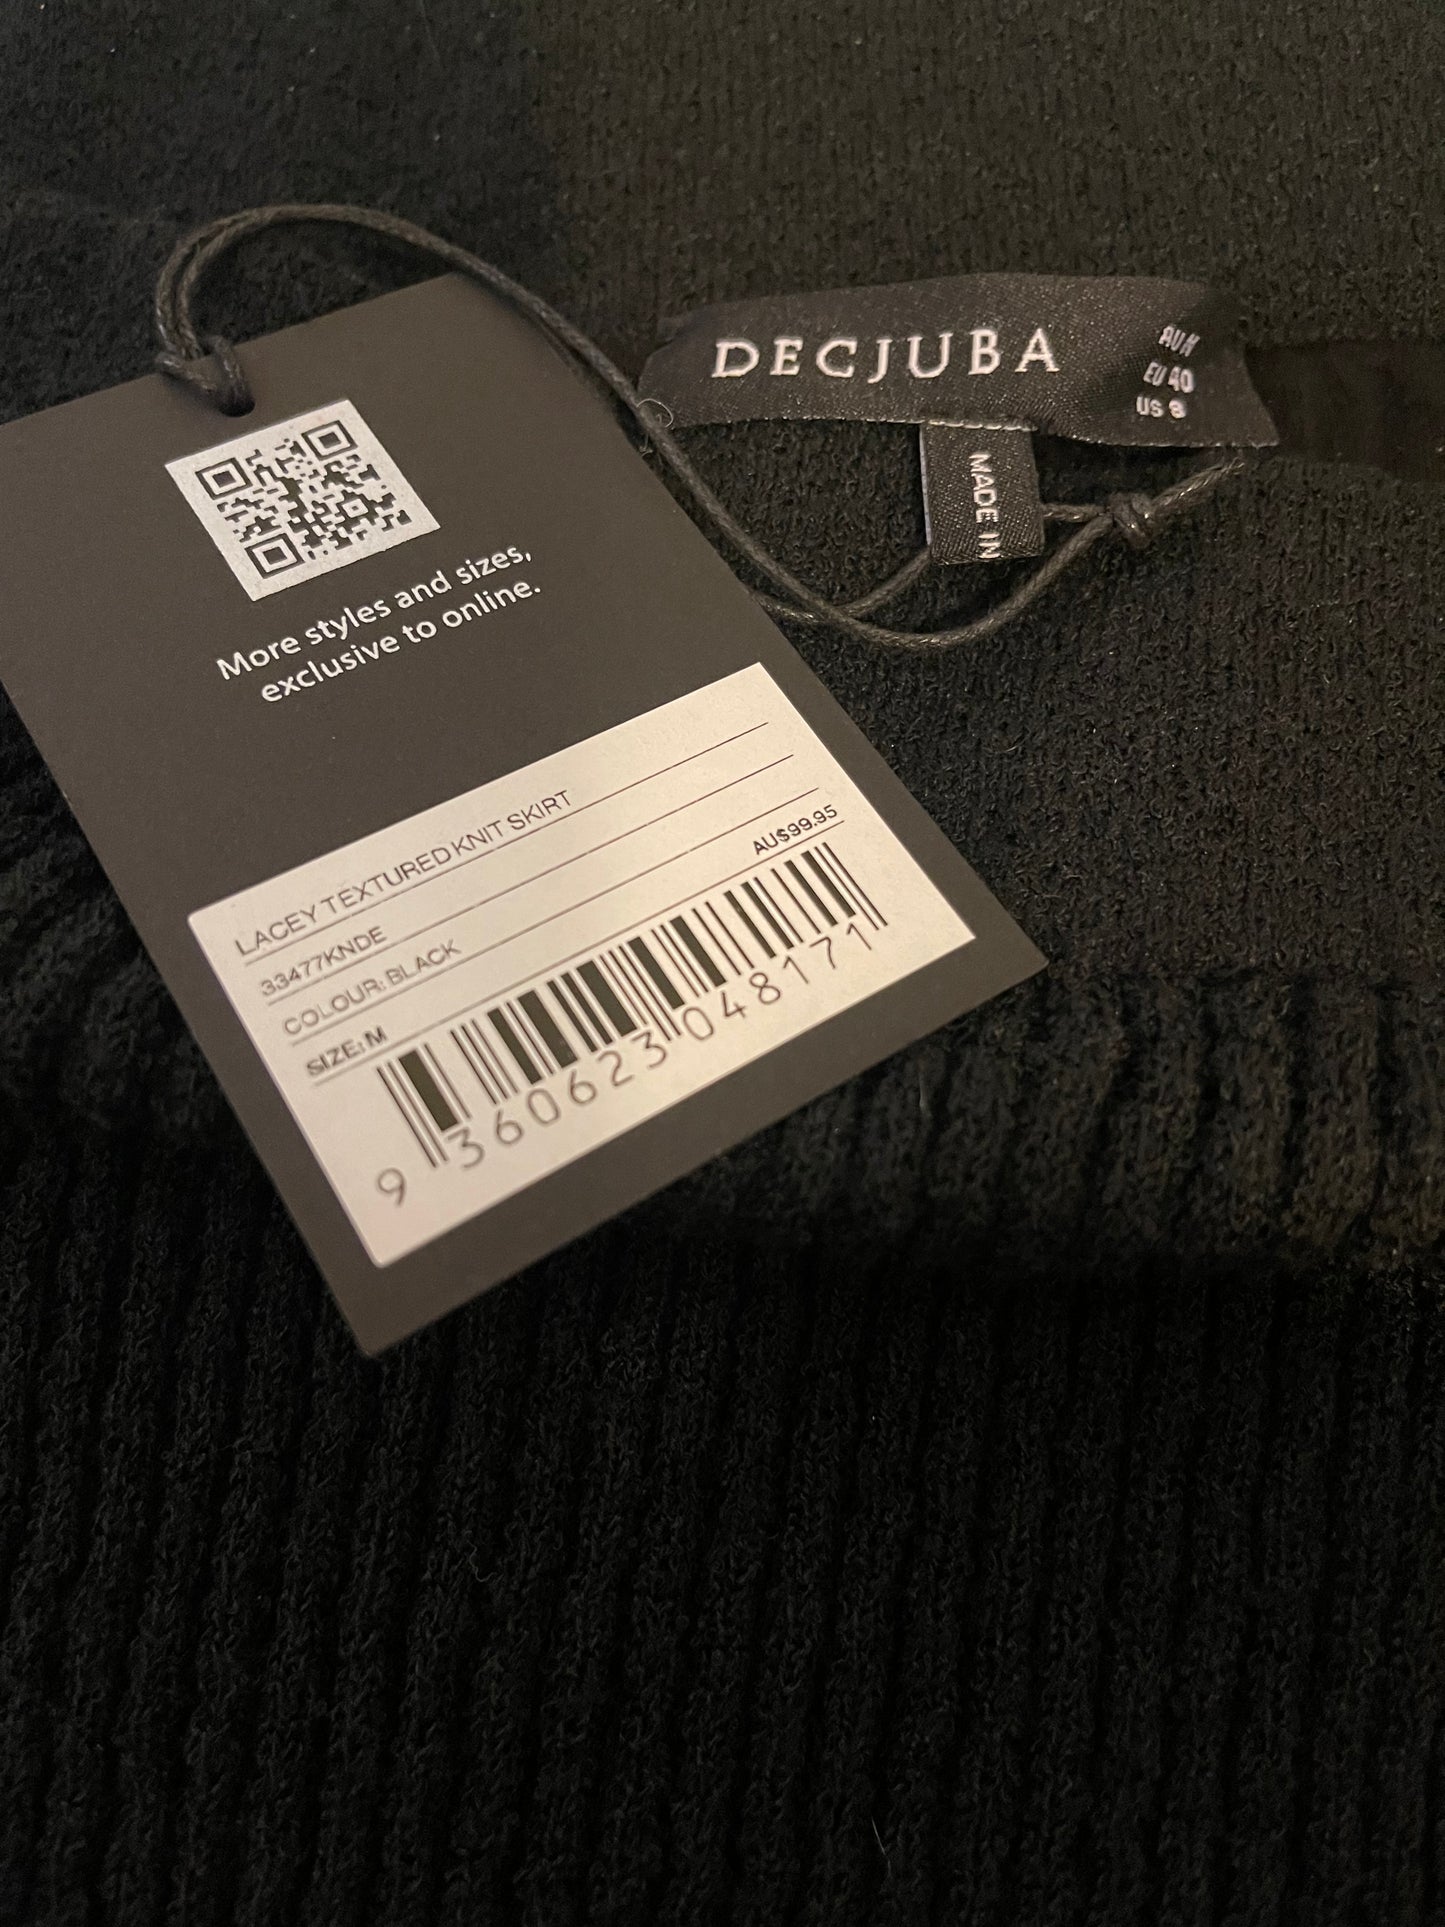 DECJUBA
AU M
EU 40
US 8
MADE IN
More styles and sizes,
exclusive to online.
LACEY TEXTURED KNIT SKIRT
33477KNDE
COLOUR: BLACK
SIZE: M
AU$99.95
9 360623 048171